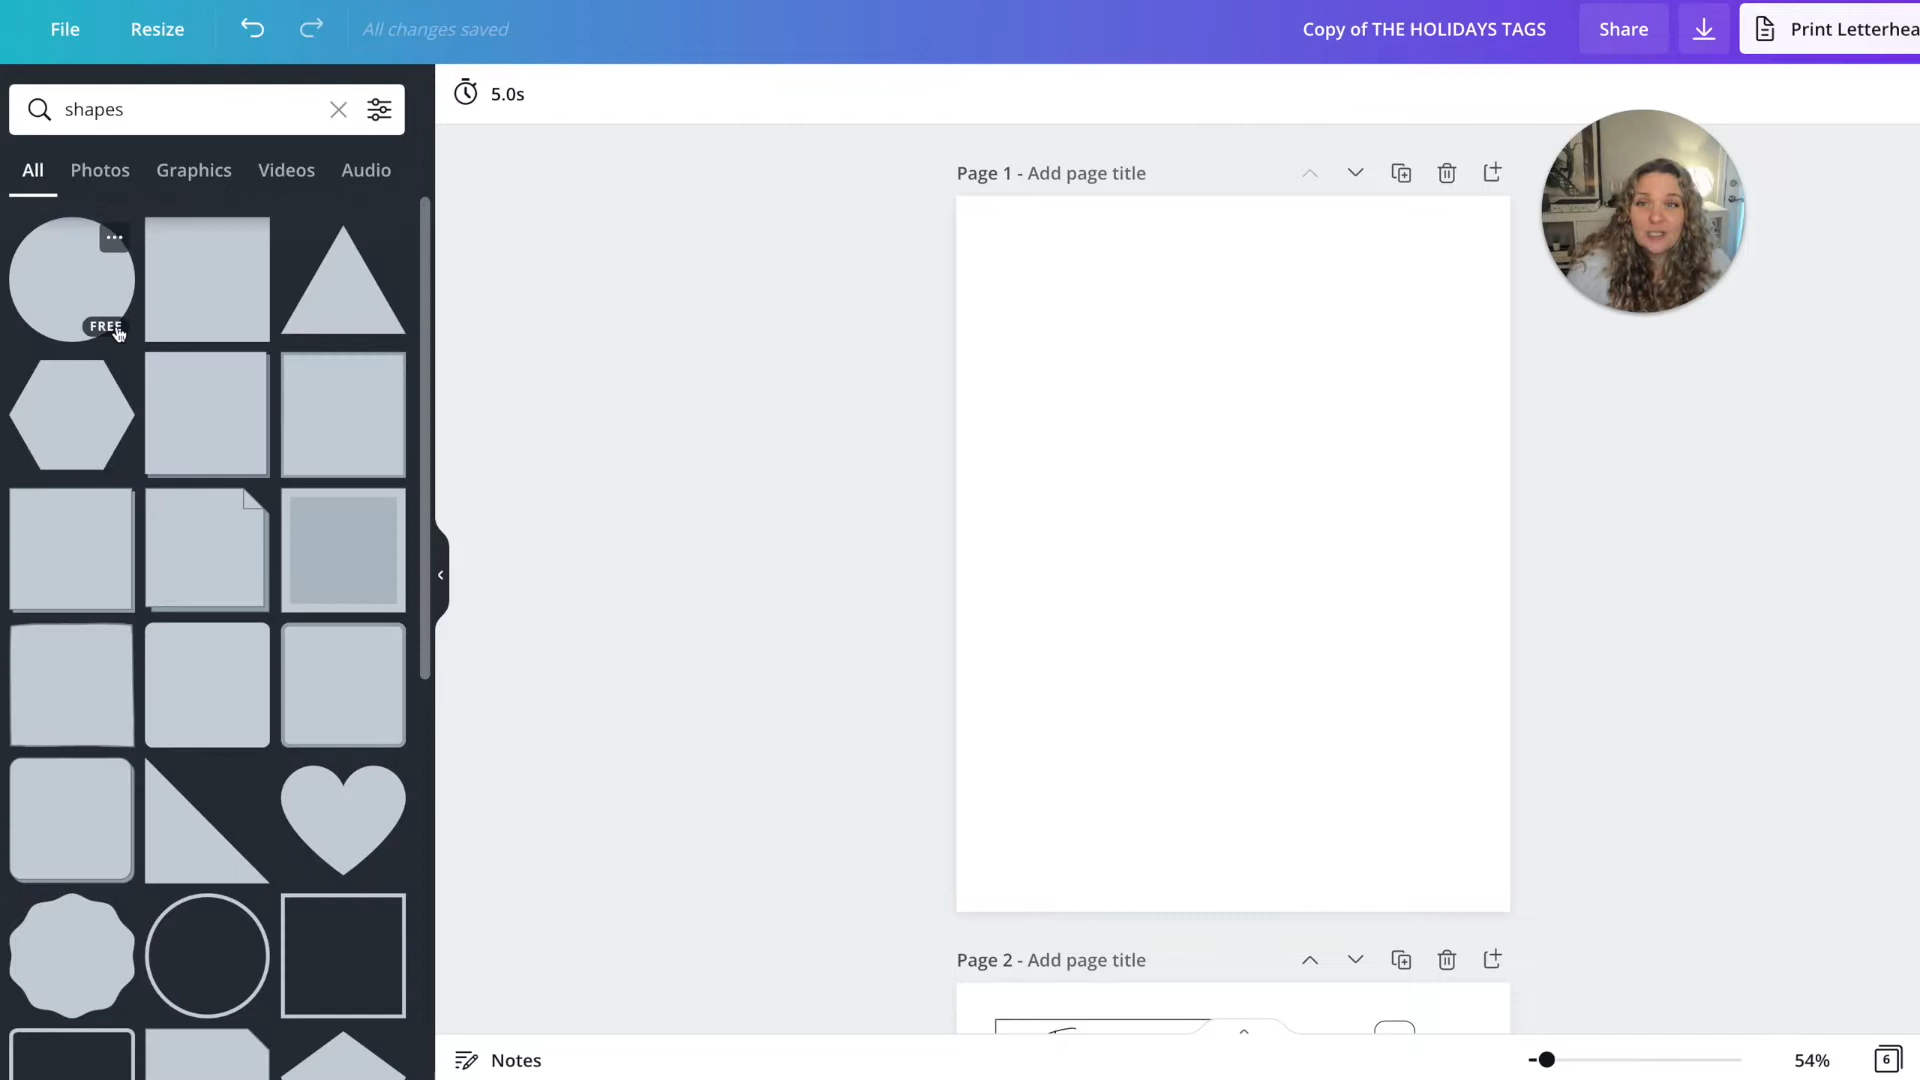 File
Resize
All changes saved
Copy of THE HOLIDAYS TAGS
Share
Print Letterhea
shapes
5.0s
All
Photos
Graphics
Videos
Audio
Page 1 - Add page title
FREE
Page 2 - Add page title
Notes
54%
6